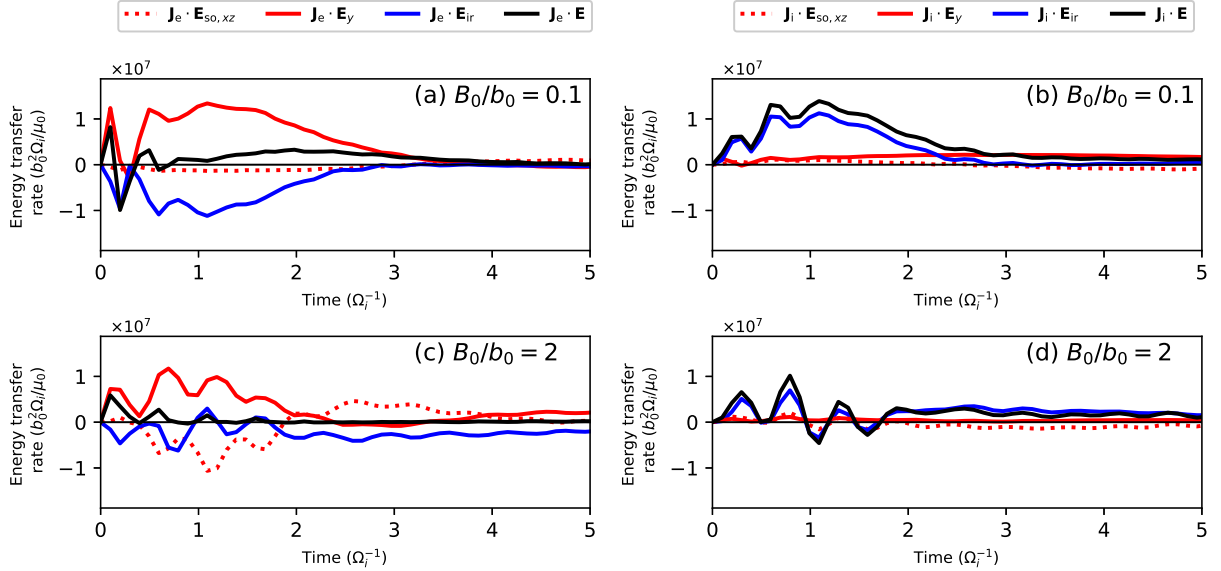 J_e · E_so,xz J_e · E_y J_e · E_ir J_e · E
J_i · E_so,xz J_i · E_y J_i · E_ir J_i · E
×10^7
(a) B_0/b_0 = 0.1
Energy transfer
rate (b_0^2Ω_i/μ_0)
1
0
−1
0 1 2 3 4 5
Time (Ω_i^−1)
×10^7
(b) B_0/b_0 = 0.1
Energy transfer
rate (b_0^2Ω_i/μ_0)
1
0
−1
0 1 2 3 4 5
Time (Ω_i^−1)
×10^7
(c) B_0/b_0 = 2
Energy transfer
rate (b_0^2Ω_i/μ_0)
1
0
−1
0 1 2 3 4 5
Time (Ω_i^−1)
×10^7
(d) B_0/b_0 = 2
Energy transfer
rate (b_0^2Ω_i/μ_0)
1
0
−1
0 1 2 3 4 5
Time (Ω_i^−1)